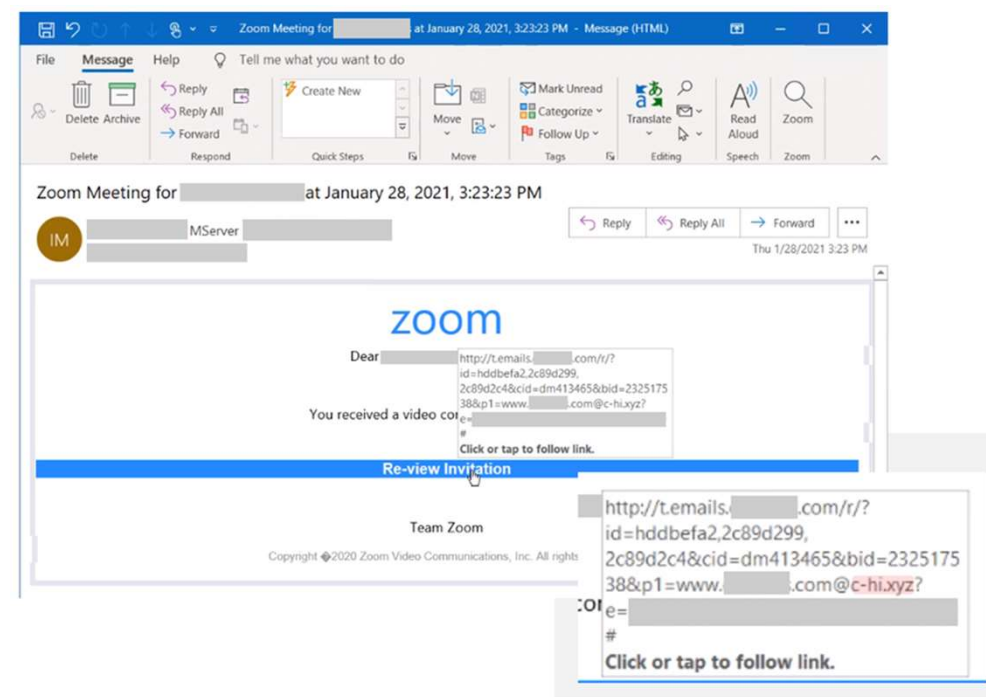 Zoom Meeting for at January 28, 2021, 3:23:23 PM - Message (HTML)
File Message Help Tell me what you want to do
Delete Archive
Reply
Reply All
Forward
Create New
Move
Mark Unread
Categorize
Follow Up
Translate
Read Aloud
Zoom
Delete Respond Quick Steps Move Tags Editing Speech Zoom
Zoom Meeting for at January 28, 2021, 3:23:23 PM
IM
MServer
Reply Reply All Forward
Thu 1/28/2021 3:23 PM
zoom
Dear
http://t.emails. .com/r/?
id=hddbefa2,2c89d299,
2c89d2c4&cid=dm413465&bid=2325175
38&p1=www. .com@c-hi.xyz?
e=
#
Click or tap to follow link.
You received a video
Re-view Invitation
Team Zoom
Copyright �2020 Zoom Video Communications, Inc. All rights
http://t.emails. .com/r/?
id=hddbefa2,2c89d299,
2c89d2c4&cid=dm413465&bid=2325175
38&p1=www. .com@c-hi.xyz?
e=
#
Click or tap to follow link.